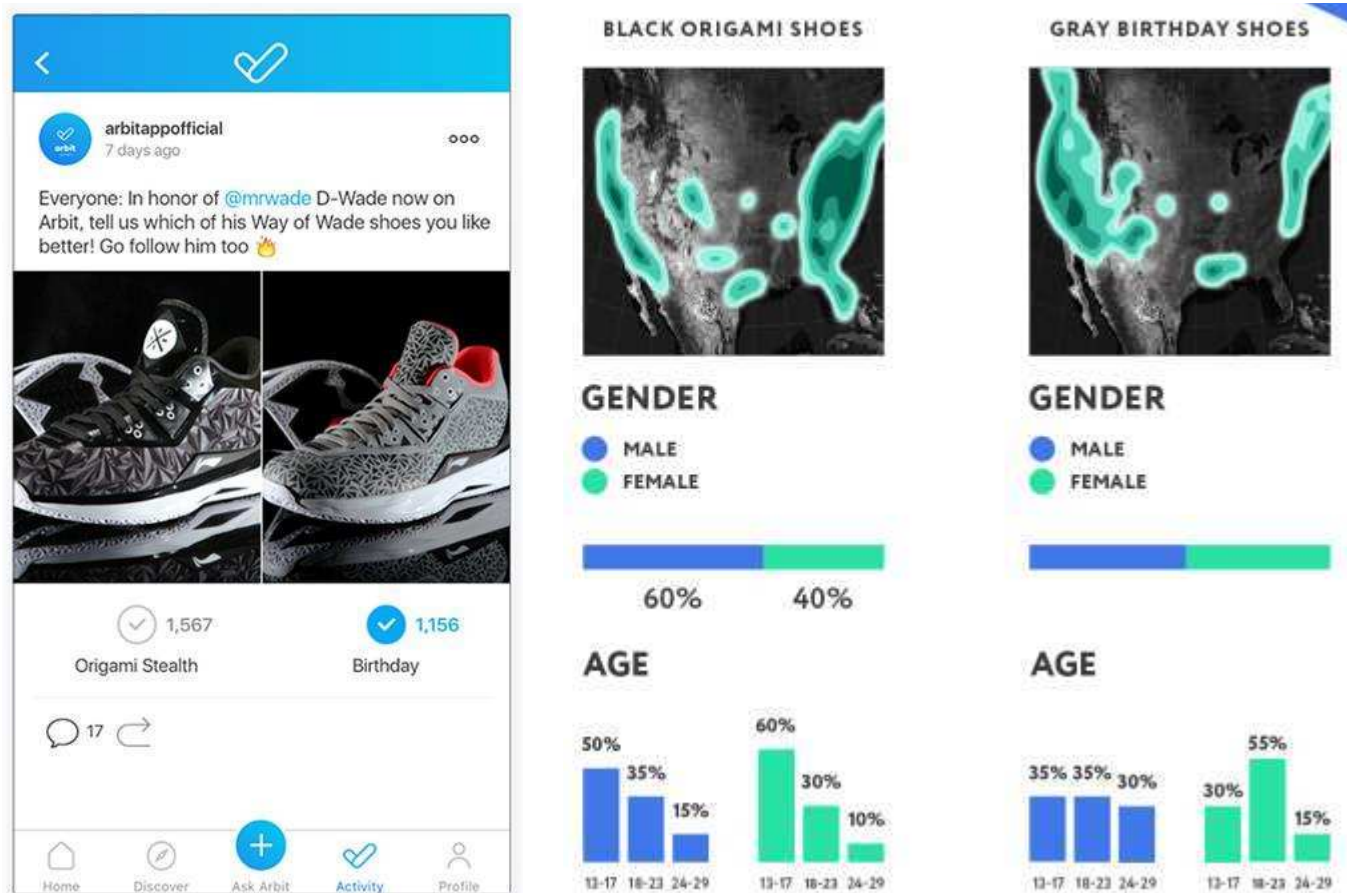 arbit
arbitappofficial
7 days ago
Everyone: In honor of @mrwade D-Wade now on
Arbit, tell us which of his Way of Wade shoes you like
better! Go follow him too 🔥
1,567
1,156
Origami Stealth
Birthday
17
Home
Discover
Ask Arbit
Activity
Profile
BLACK ORIGAMI SHOES
GENDER
MALE
FEMALE
60% 40%
AGE
50%
35%
15%
13-17 18-23 24-29
60%
30%
10%
13-17 18-23 24-29
GRAY BIRTHDAY SHOES
GENDER
MALE
FEMALE
AGE
35% 35% 30%
13-17 18-23 24-29
30%
55%
15%
13-17 18-23 24-29